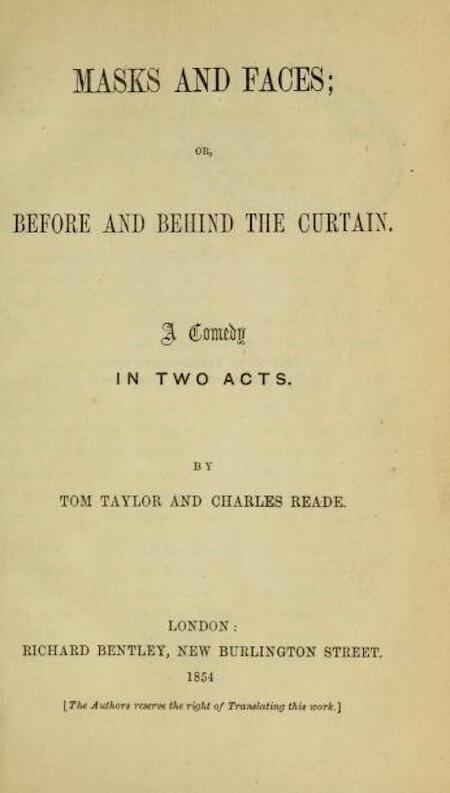 MASKS AND FACES;
OR,
BEFORE AND BEHIND THE CURTAIN.
A Comedy
IN TWO ACTS.
BY
TOM TAYLOR AND CHARLES READE.
LONDON:
RICHARD BENTLEY, NEW BURLINGTON STREET.
1854
[The Authors reserve the right of Translating this work.]